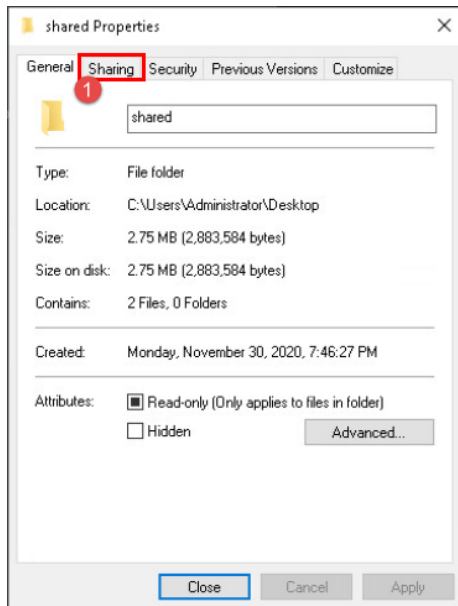 shared Properties
General Sharing Security Previous Versions Customize
1
shared
Type: File folder
Location: C:\Users\Administrator\Desktop
Size: 2.75 MB (2,883,584 bytes)
Size on disk: 2.75 MB (2,883,584 bytes)
Contains: 2 Files, 0 Folders
Created: Monday, November 30, 2020, 7:46:27 PM
Attributes: Read-only (Only applies to files in folder)
Hidden Advanced...
Close Cancel Apply